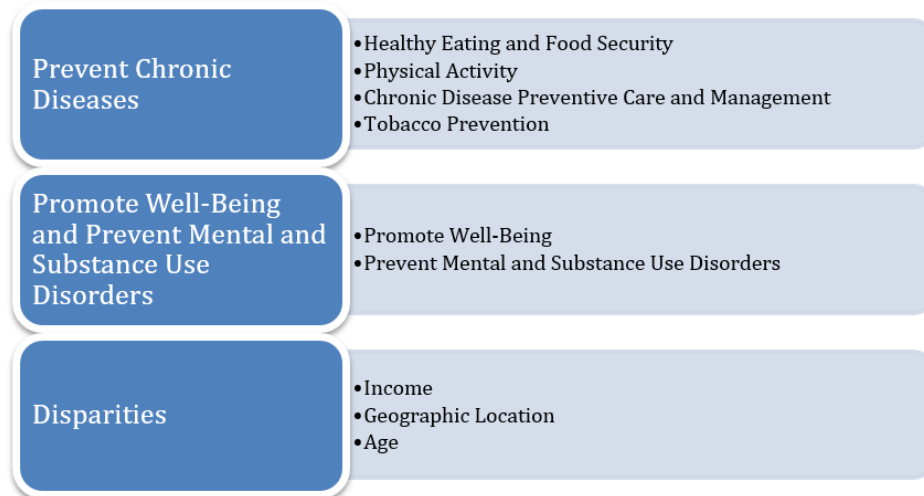 Prevent Chronic
Diseases
•Healthy Eating and Food Security
•Physical Activity
•Chronic Disease Preventive Care and Management
•Tobacco Prevention
Promote Well-Being
and Prevent Mental and
Substance Use
Disorders
•Promote Well-Being
•Prevent Mental and Substance Use Disorders
Disparities
•Income
•Geographic Location
•Age